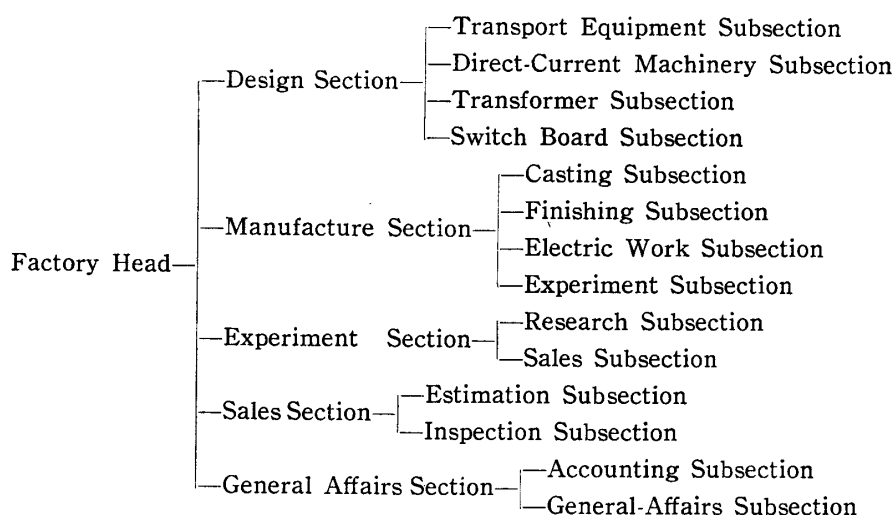 Transport Equipment Subsection
Direct-Current Machinery Subsection
Design Section
Transformer Subsection
Switch Board Subsection
Casting Subsection
Finishing Subsection
Manufacture Section
Electric Work Subsection
Factory Head
Experiment Subsection
Research Subsection
Experiment Section
Sales Subsection
Estimation Subsection
Sales Section
Inspection Subsection
Accounting Subsection
General Affairs Section
General-Affairs Subsection